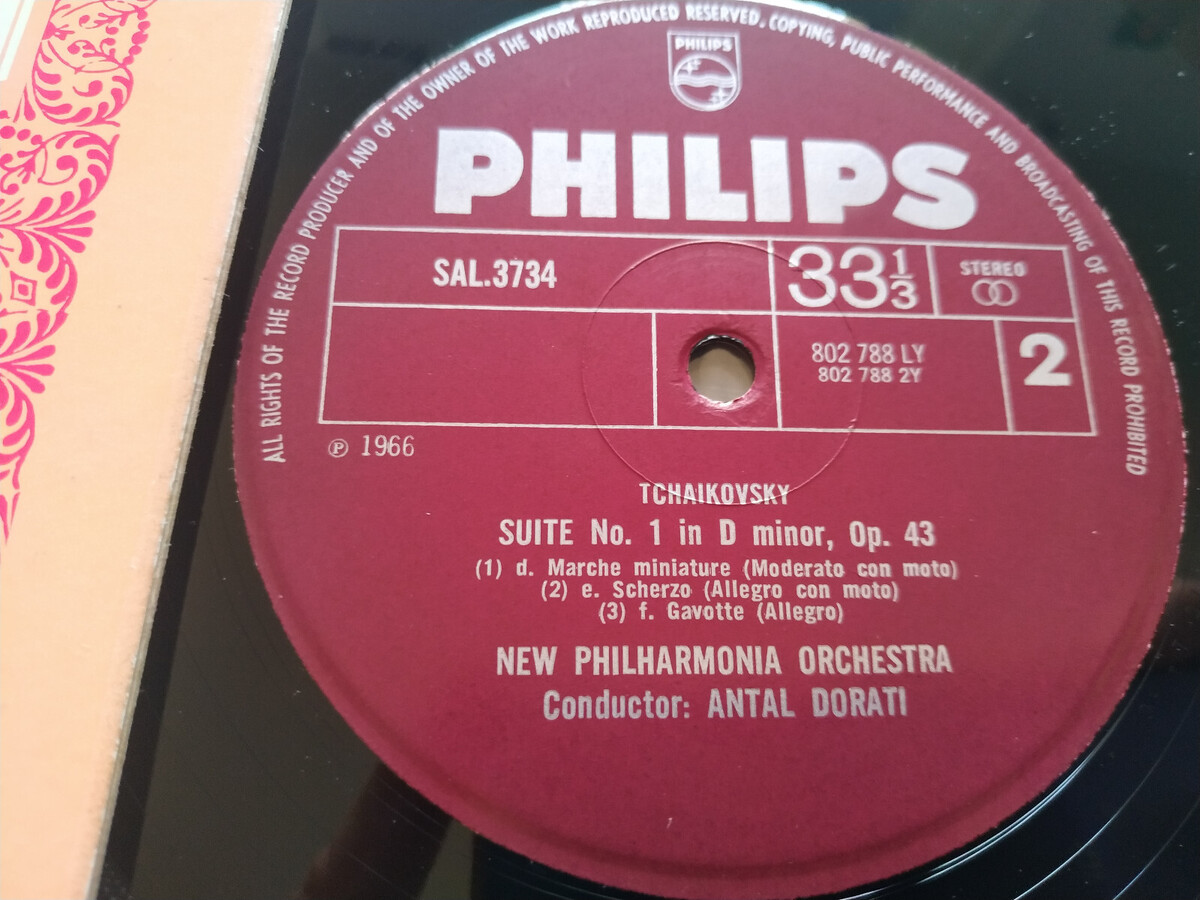 ALL RIGHTS OF THE RECORD PRODUCER AND OF THE OWNER OF THE WORK REPRODUCED RESERVED. COPYING, PUBLIC PERFORMANCE AND BROADCASTING OF THIS RECORD PROHIBITED
PHILIPS
PHILIPS
SAL.3734
33 1/3
STEREO
802 788 LY
802 788 2Y
2
℗ 1966
TCHAIKOVSKY
SUITE No. 1 in D minor, Op. 43
(1) d. Marche miniature (Moderato con moto)
(2) e. Scherzo (Allegro con moto)
(3) f. Gavotte (Allegro)
NEW PHILHARMONIA ORCHESTRA
Conductor: ANTAL DORATI